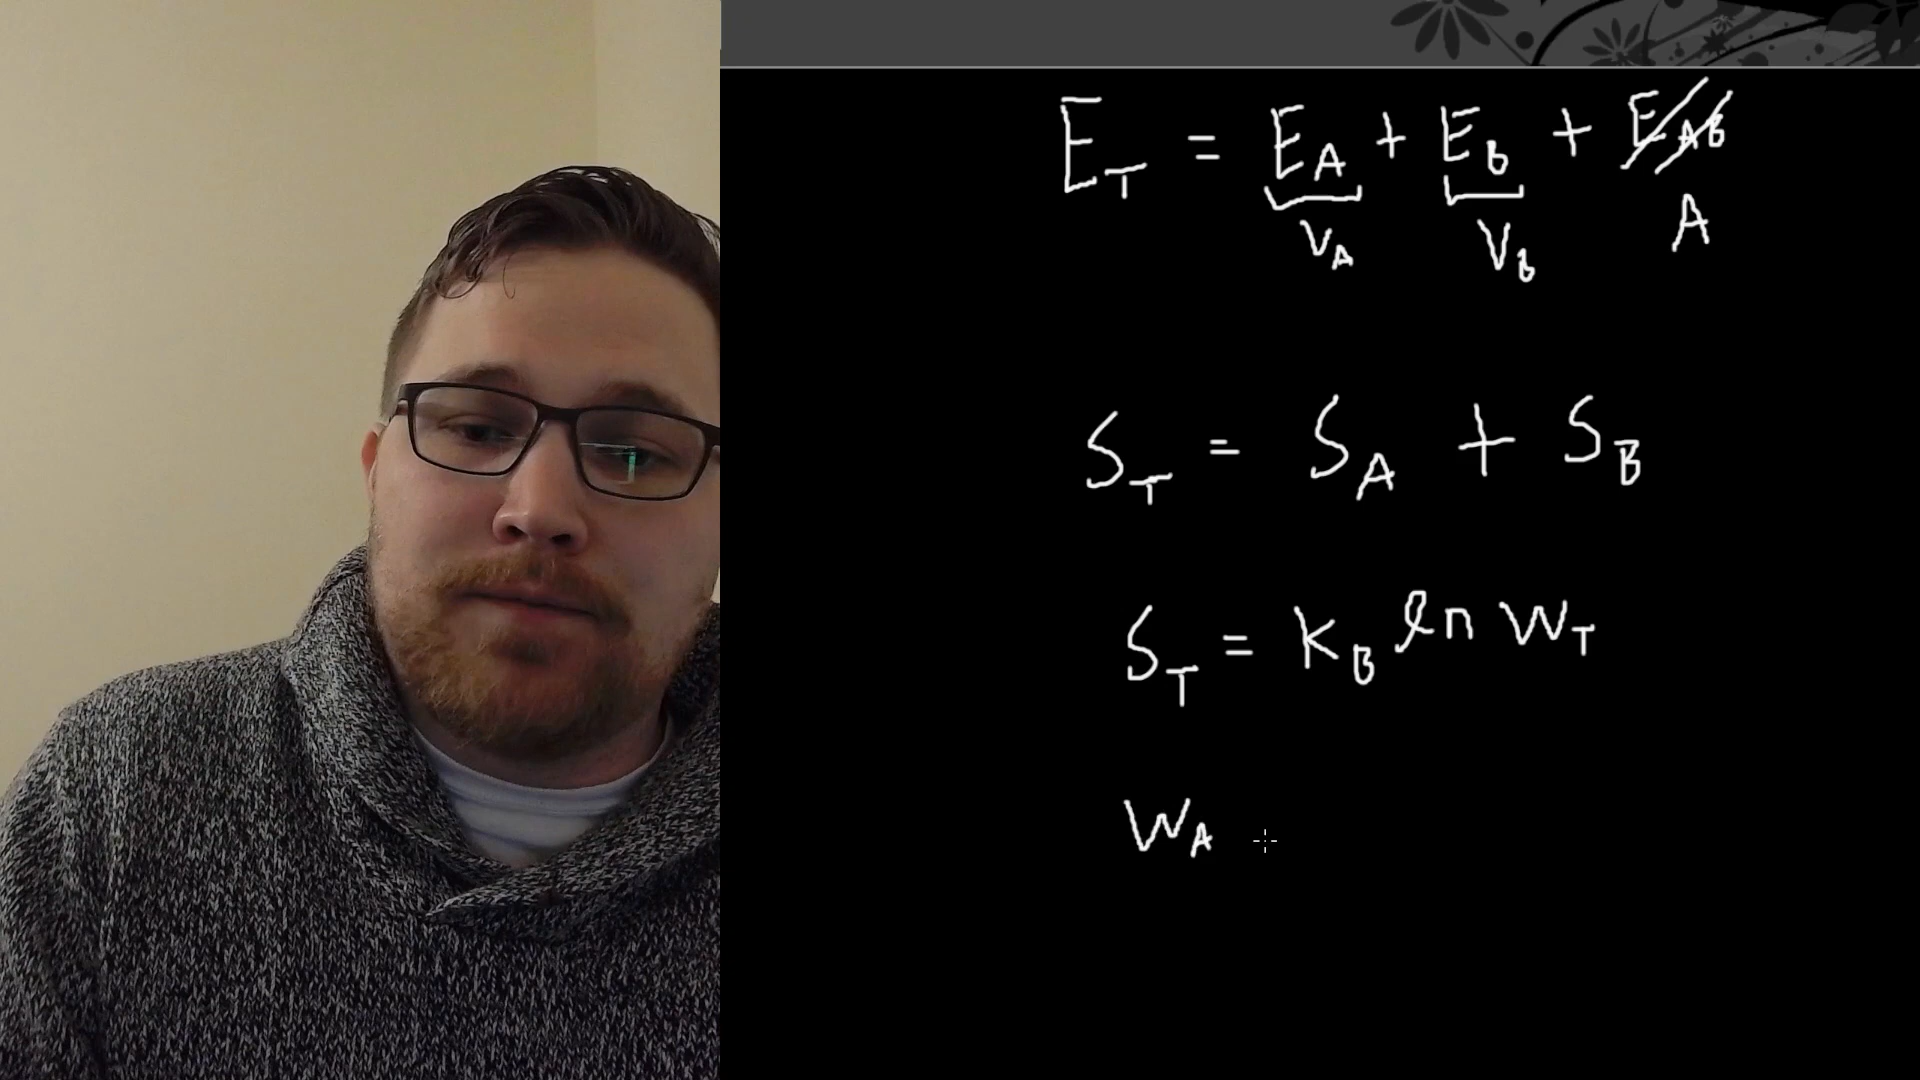 E_T = E_A + E_B + E_AB
V_A V_B A
S_T = S_A + S_B
S_T = K_B ln W_T
W_A